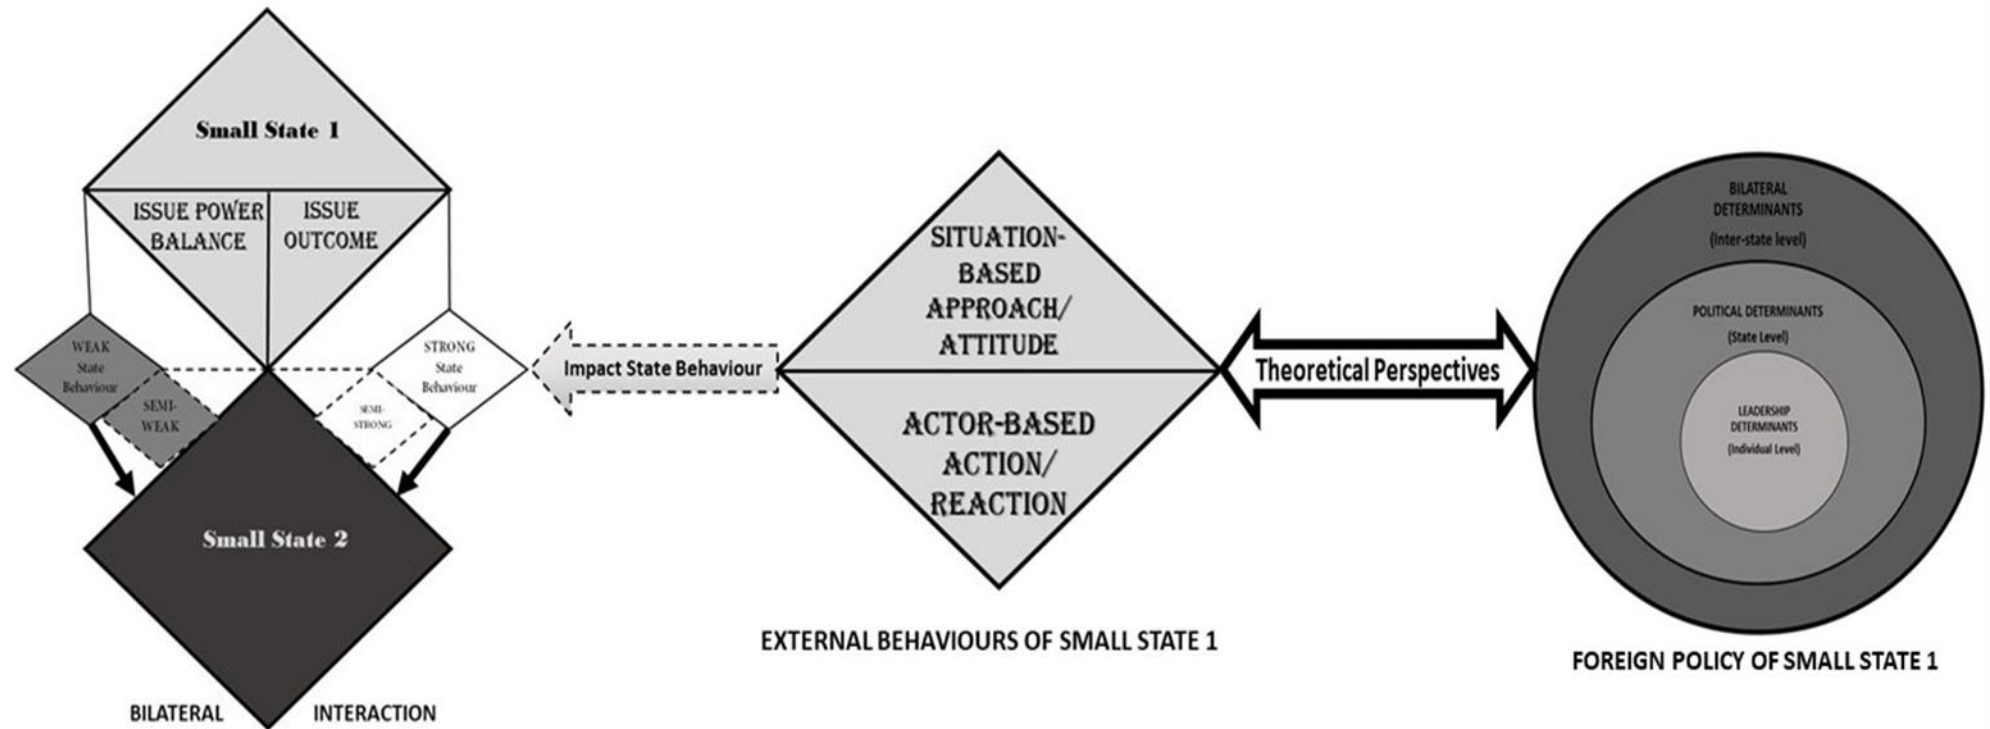 Small State 1
ISSUE POWER
BALANCE
ISSUE
OUTCOME
WEAK
State
Behaviour
SEMI-
WEAK
STRONG
State
Behaviour
SEMI-
STRONG
Small State 2
BILATERAL INTERACTION
Impact State Behaviour
SITUATION-
BASED
APPROACH/
ATTITUDE
ACTOR-BASED
ACTION/
REACTION
EXTERNAL BEHAVIOURS OF SMALL STATE 1
Theoretical Perspectives
BILATERAL
DETERMINANTS
(Inter-state level)
POLITICAL DETERMINANTS
(State Level)
LEADERSHIP
DETERMINANTS
(Individual Level)
FOREIGN POLICY OF SMALL STATE 1